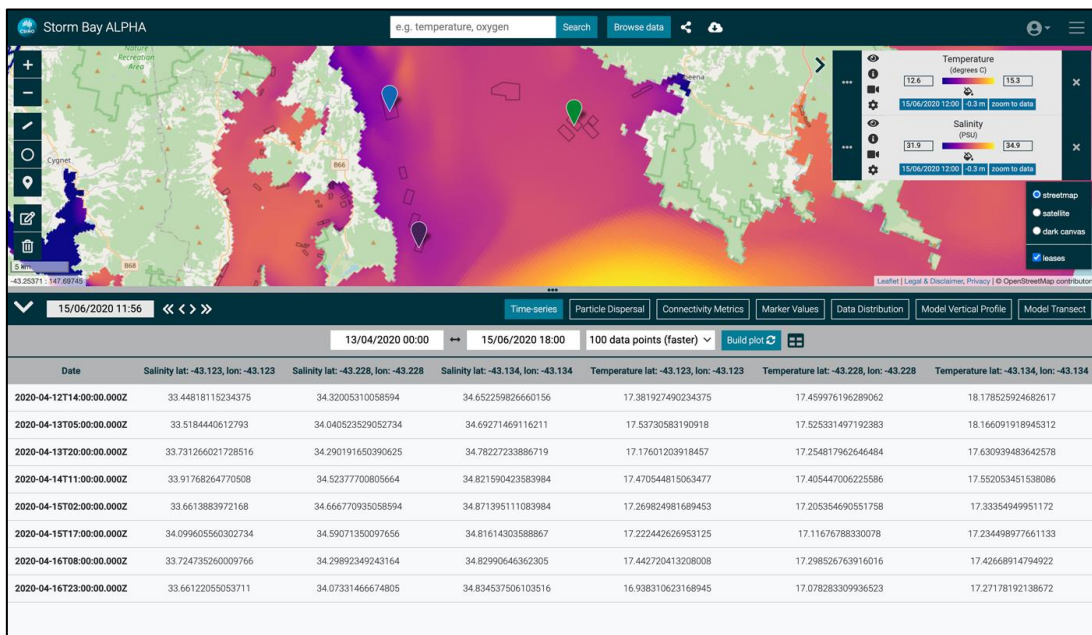 CSIRO
Storm Bay ALPHA
e.g. temperature, oxygen
Search
Browse data
Nature
Recreation
Area
Cygnet
B66
B68
5 km
-43.25371 : 147.69745
Temperature
(degrees C)
12.6
15.3
15/06/2020 12:00 -0.3 m zoom to data
Salinity
(PSU)
31.9
34.9
15/06/2020 12:00 -0.3 m zoom to data
streetmap
satellite
dark canvas
leases
Leaflet | Legal & Disclaimer, Privacy | © OpenStreetMap contributor
15/06/2020 11:56
Time-series
Particle Dispersal
Connectivity Metrics
Marker Values
Data Distribution
Model Vertical Profile
Model Transect
13/04/2020 00:00
15/06/2020 18:00
100 data points (faster)
Build plot
Date Salinity lat: -43.123, lon: -43.123 Salinity lat: -43.228, lon: -43.228 Salinity lat: -43.134, lon: -43.134 Temperature lat: -43.123, lon: -43.123 Temperature lat: -43.228, lon: -43.228 Temperature lat: -43.134, lon: -43.134
2020-04-12T14:00:00.000Z 33.44818115234375 34.32005310058594 34.652259826660156 17.381927490234375 17.459976196289062 18.178525924682617
2020-04-13T05:00:00.000Z 33.5184440612793 34.040523529052734 34.69271469116211 17.53730583190918 17.525331497192383 18.166091918945312
2020-04-13T20:00:00.000Z 33.731266021728516 34.290191650390625 34.78227233886719 17.17601203918457 17.254817962646484 17.630939483642578
2020-04-14T11:00:00.000Z 33.91768264770508 34.52377700805664 34.821590423583984 17.470544815063477 17.405447006225586 17.552053451538086
2020-04-15T02:00:00.000Z 33.6613883972168 34.666770935058594 34.871395111083984 17.269824981689453 17.205354690551758 17.33354949951172
2020-04-15T17:00:00.000Z 34.099605560302734 34.59071350097656 34.81614303588867 17.222442626953125 17.11676788330078 17.234498977661133
2020-04-16T08:00:00.000Z 33.724735260009766 34.29892349243164 34.82990646362305 17.442720413208008 17.298526763916016 17.42668914794922
2020-04-16T23:00:00.000Z 33.66122055053711 34.07331466674805 34.834537506103516 16.938310623168945 17.078283309936523 17.27178192138672